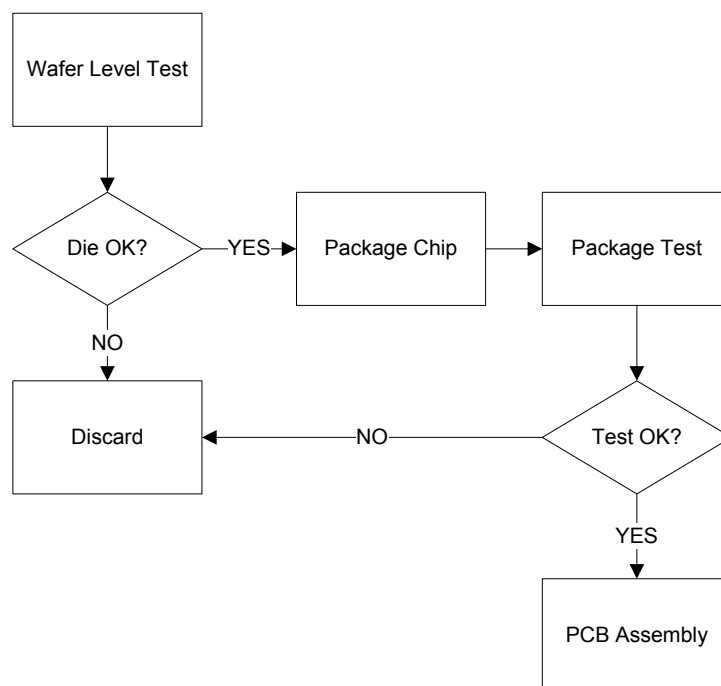 Wafer Level Test
Die OK?
YES
Package Chip
Package Test
NO
Discard
NO
Test OK?
YES
PCB Assembly